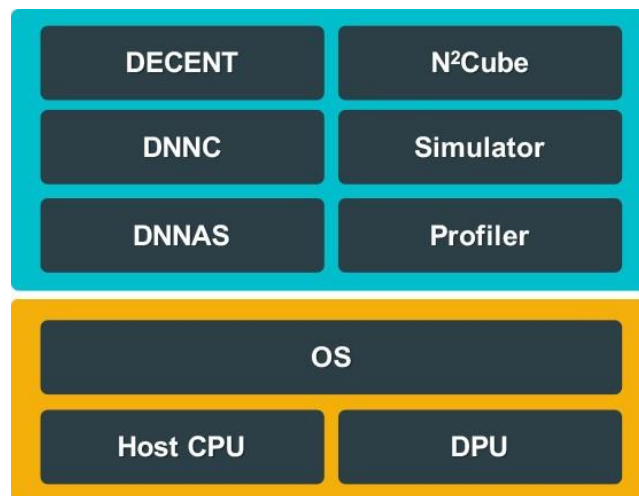 DECENT
N²Cube
DNNC
Simulator
DNNAS
Profiler
OS
Host CPU
DPU